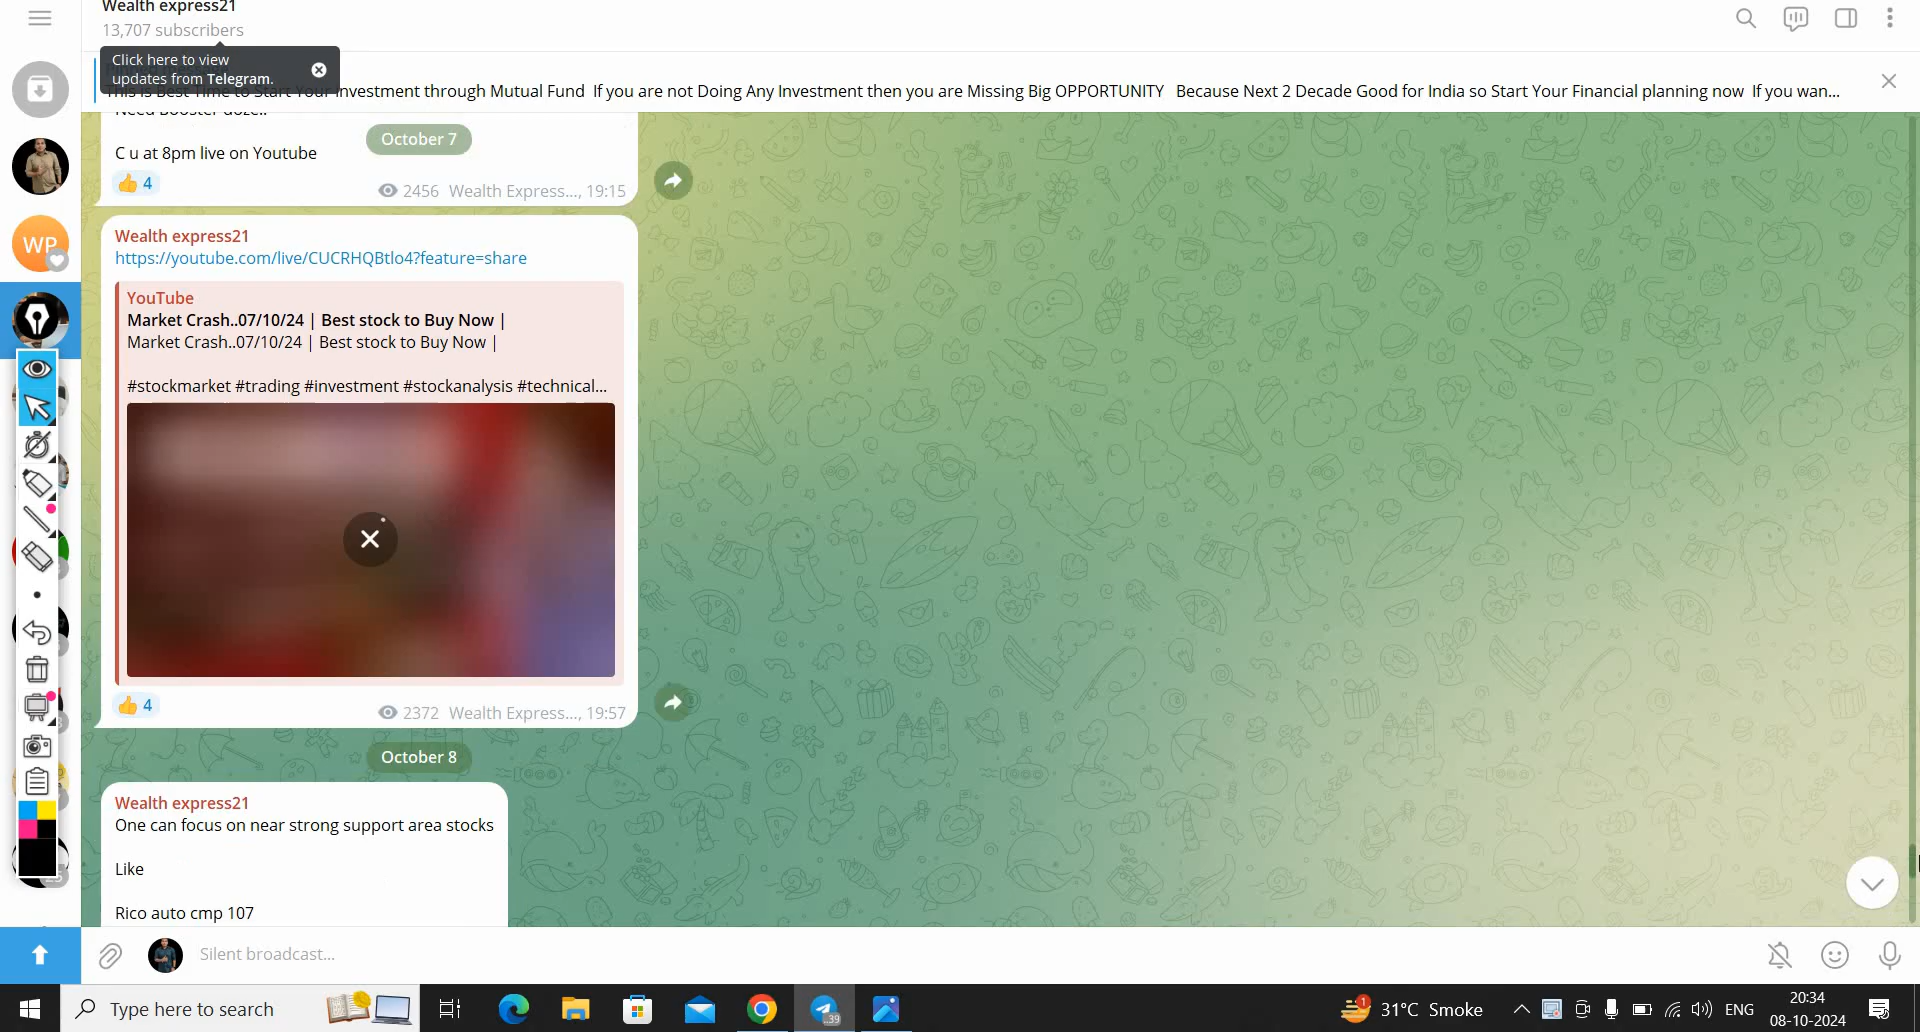 Wealth express21
13,707 subscribers
Click here to view
updates from Telegram.
This is Best Time to Start Your Investment through Mutual Fund If you are not Doing Any Investment then you are Missing Big OPPORTUNITY Because Next 2 Decade Good for India so Start Your Financial planning now If you wan...
Need Booster doze..
October 7
C u at 8pm live on Youtube
4
2456 Wealth Express..., 19:15
WP
Wealth express21
https://youtube.com/live/CUCRHQBtlo4?feature=share
YouTube
Market Crash..07/10/24 | Best stock to Buy Now |
Market Crash..07/10/24 | Best stock to Buy Now |
#stockmarket #trading #investment #stockanalysis #technical...
4
2372 Wealth Express..., 19:57
October 8
Wealth express21
One can focus on near strong support area stocks
Like
Rico auto cmp 107
Silent broadcast...
Type here to search
..39
1
31°C Smoke
ENG
20:34
08-10-2024